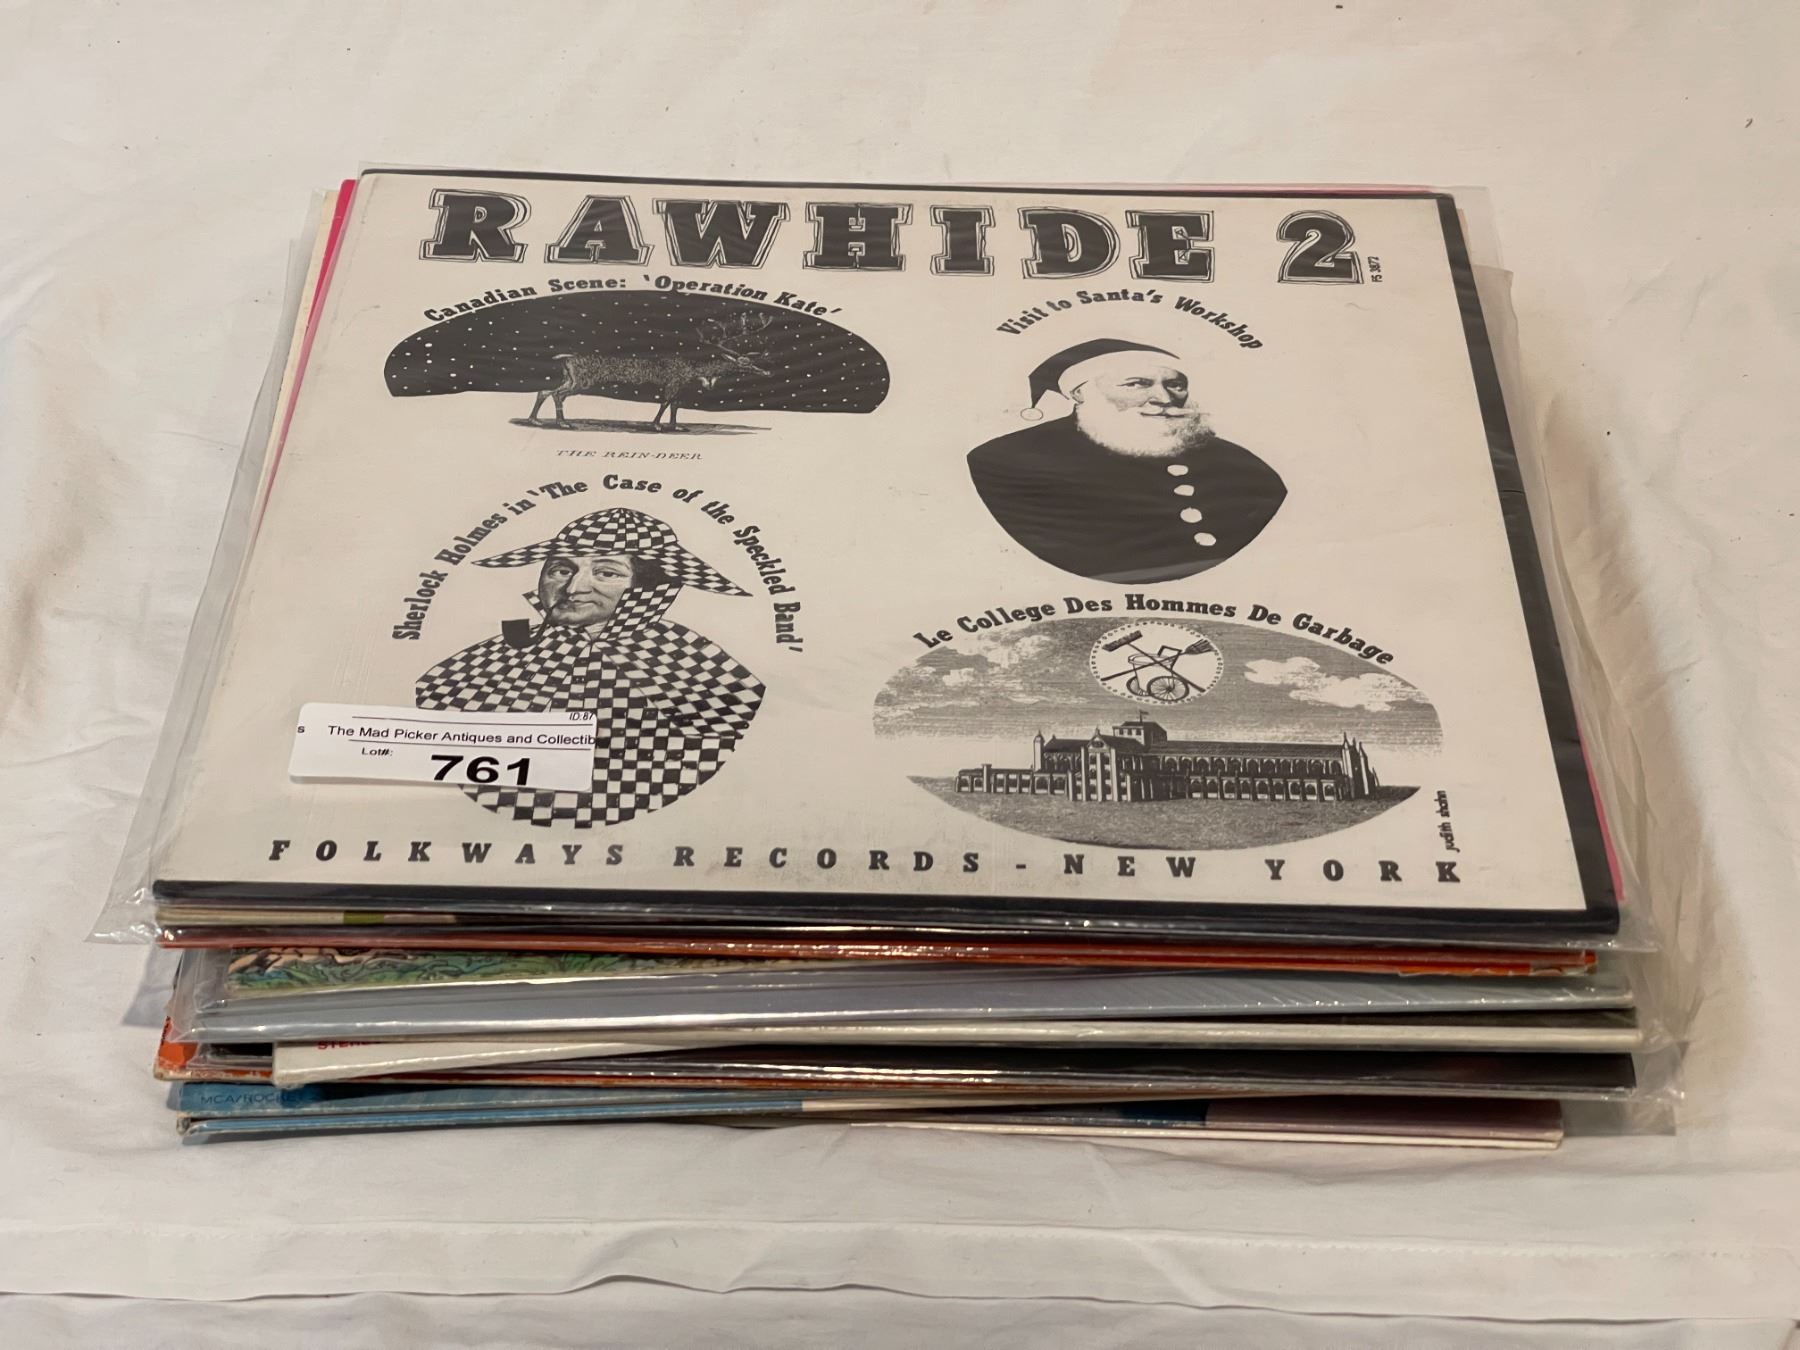 RAWHIDE 2
FS 3872
Canadian Scene: 'Operation Kate'
Visit to Santa's Workshop
THE REIN-DEER
Sherlock Holmes in 'The Case of the Speckled Band'
Le College Des Hommes De Garbage
judith shahn
ID:87
s The Mad Picker Antiques and Collectib
Lot#:
761
FOLKWAYS RECORDS - NEW YORK
MCA/ROCKET